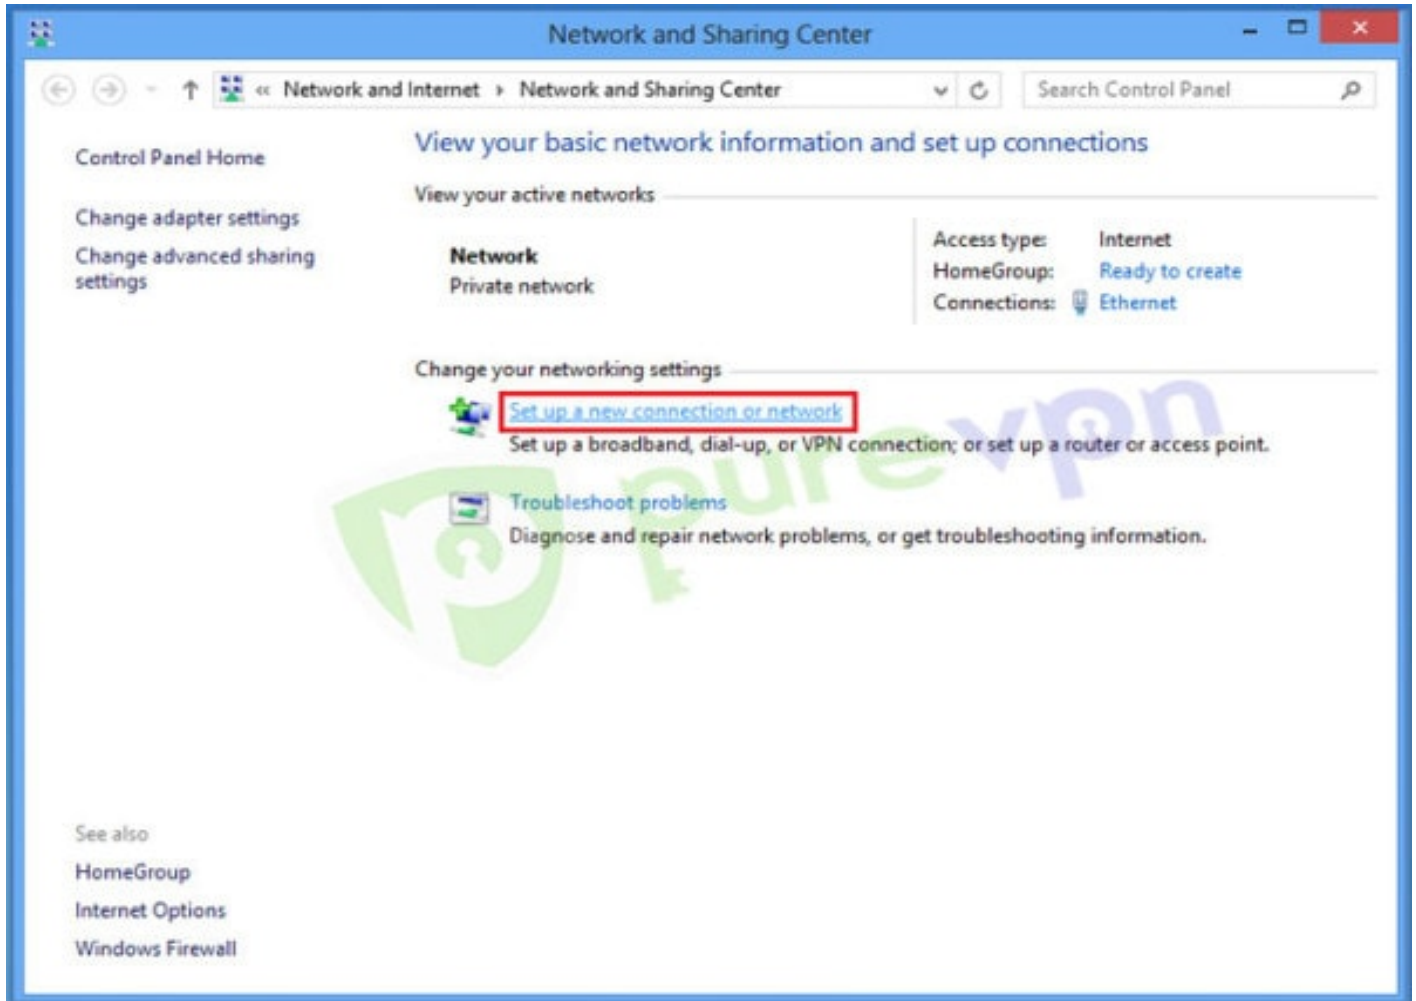 Network and Sharing Center
« Network and Internet Network and Sharing Center
Search Control Panel
Control Panel Home
Change adapter settings
Change advanced sharing
settings
View your basic network information and set up connections
View your active networks
Network
Private network
Access type: Internet
HomeGroup: Ready to create
Connections: Ethernet
Change your networking settings
Set up a new connection or network
Set up a broadband, dial-up, or VPN connection; or set up a router or access point.
Troubleshoot problems
Diagnose and repair network problems, or get troubleshooting information.
purevpn
See also
HomeGroup
Internet Options
Windows Firewall